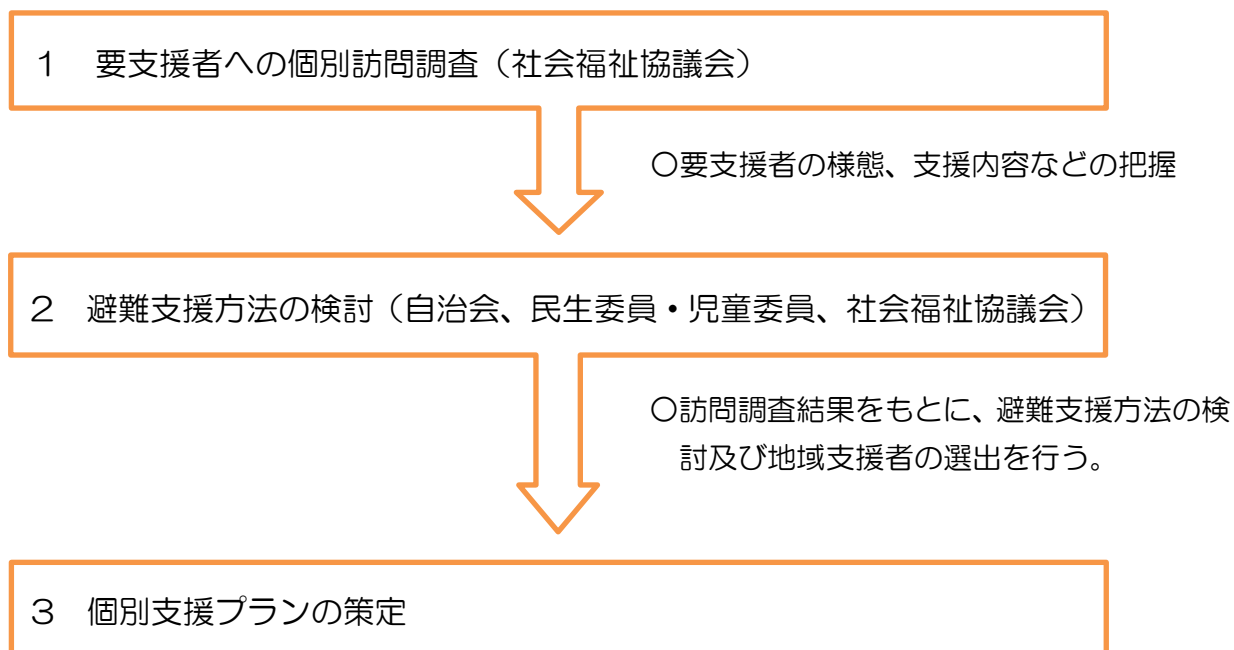 １　要支援者への個別訪問調査（社会福祉協議会）
〇要支援者の様態、支援内容などの把握
２　避難支援方法の検討（自治会、民生委員・児童委員、社会福祉協議会）
〇訪問調査結果をもとに、避難支援方法の検
討及び地域支援者の選出を行う。
３　個別支援プランの策定